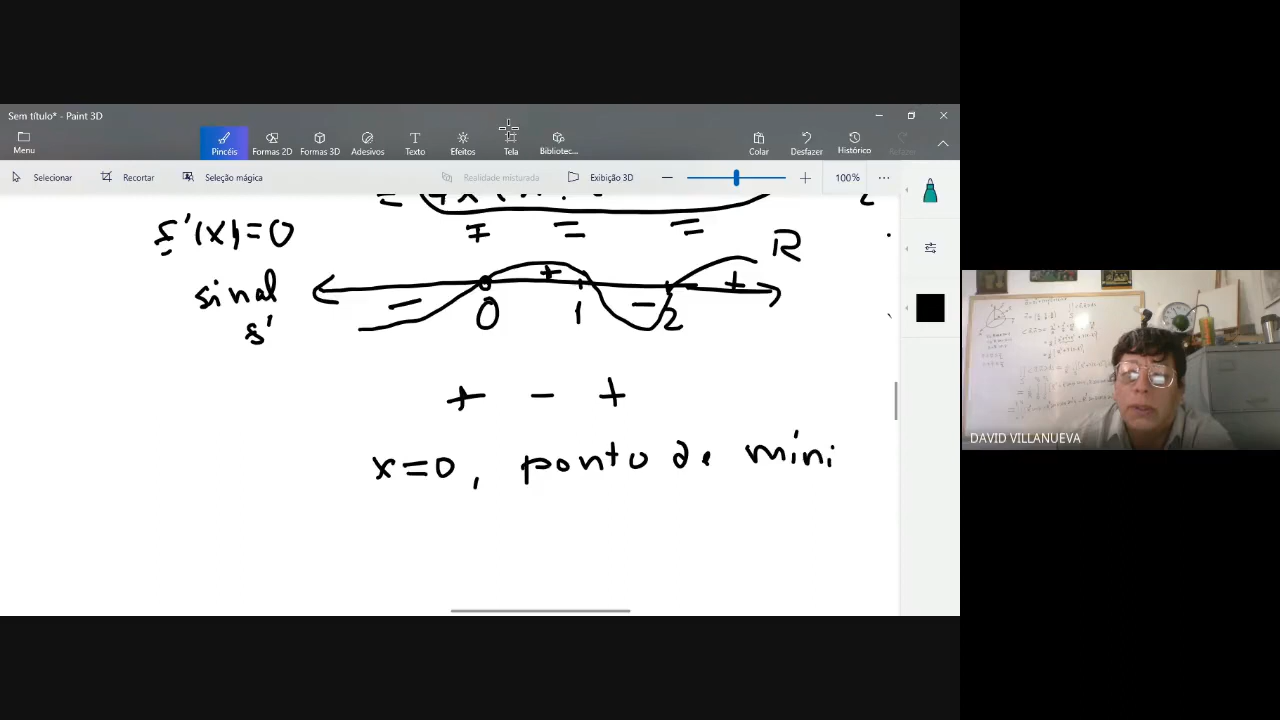 Sem título* - Paint 3D
Menu
Pincéis
Formas 2D
Formas 3D
Adesivos
Texto
Efeitos
Tela
Bibliotec...
Colar
Desfazer
Histórico
Selecionar
Recortar
Seleção mágica
Realidade misturada
Exibição 3D
100%
f'(x)=0
R
sinal
f'
- + - +
0 1 2
+ - +
x=0, ponto de míni
DAVID VILLANUEVA